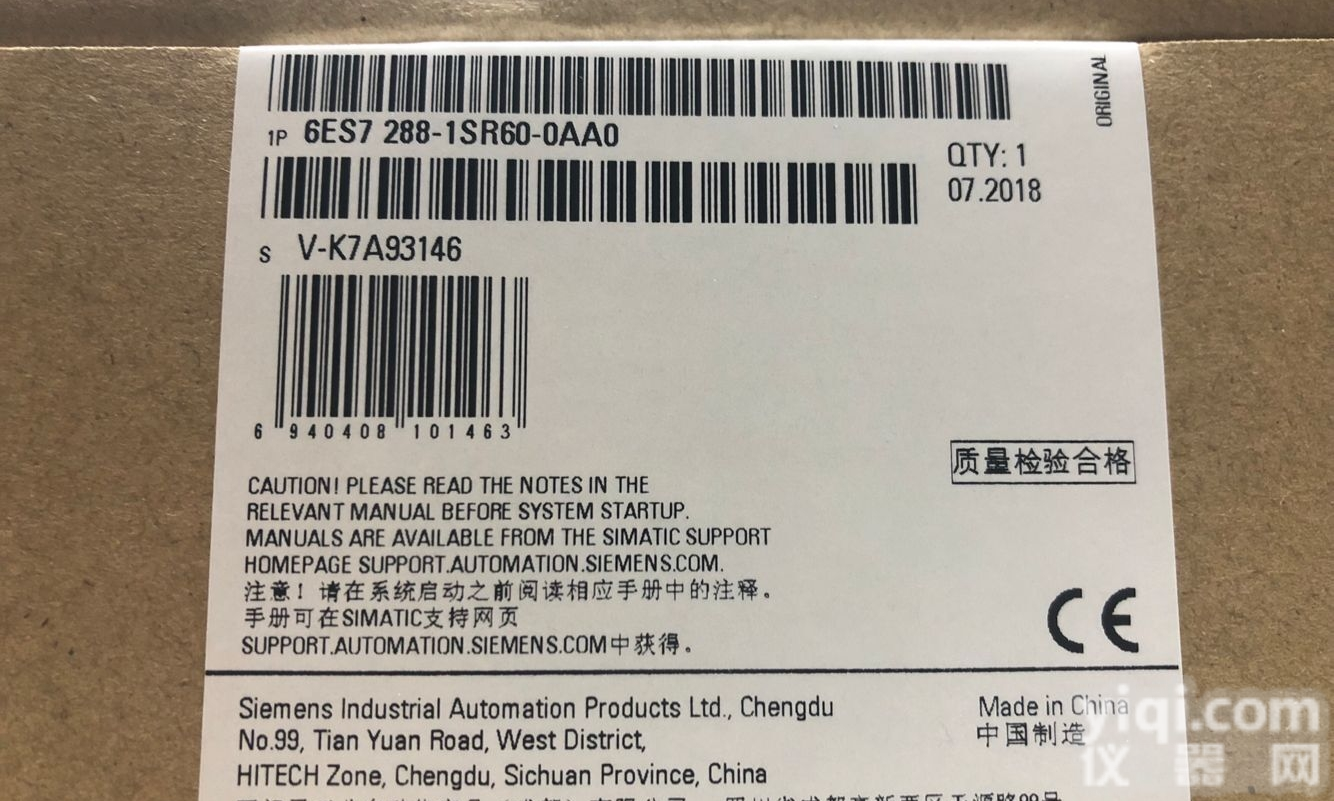 ORIGINAL
1P 6ES7 288-1SR60-0AA0
QTY: 1
07.2018
S V-K7A93146
6 940408 101463
质量检验合格
CAUTION! PLEASE READ THE NOTES IN THE
RELEVANT MANUAL BEFORE SYSTEM STARTUP.
MANUALS ARE AVAILABLE FROM THE SIMATIC SUPPORT
HOMEPAGE SUPPORT.AUTOMATION.SIEMENS.COM.
注意！请在系统启动之前阅读相应手册中的注释。
手册可在SIMATIC支持网页
SUPPORT.AUTOMATION.SIEMENS.COM中获得。
CE
Siemens Industrial Automation Products Ltd., Chengdu
No.99, Tian Yuan Road, West District,
HITECH Zone, Chengdu, Sichuan Province, China
Made in China
中国制造
yiqi.com
仪器网